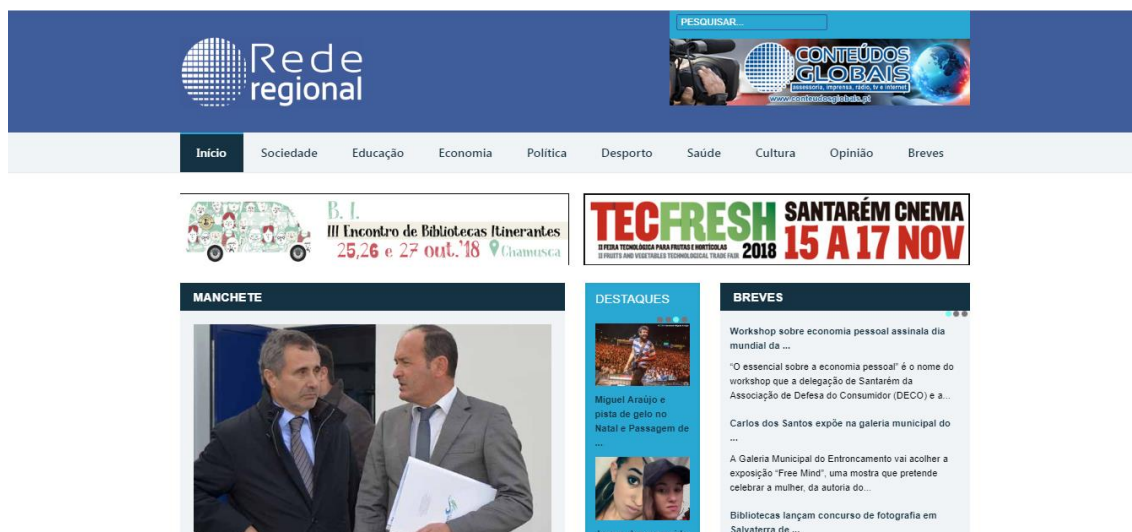 PESQUISAR...
Rede
regional
CONTEÚDOS
GLOBAIS
assessoria, imprensa, rádio, tv e internet
www.conteudosglobais.pt
Início Sociedade Educação Economia Política Desporto Saúde Cultura Opinião Breves
B. I.
III Encontro de Bibliotecas Itinerantes
25,26 e 27 out.'18 Chamusca
TECFRESH
II FEIRA TECNOLÓGICA PARA FRUTAS E HORTÍCOLAS
II FRUITS AND VEGETABLES TECHNOLOGICAL TRADE FAIR
2018
SANTARÉM CNEMA
15 A 17 NOV
MANCHETE
DESTAQUES
Miguel Araújo e
pista de gelo no
Natal e Passagem de
...
BREVES
Workshop sobre economia pessoal assinala dia
mundial da ...
“O essencial sobre a economia pessoal” é o nome do
workshop que a delegação de Santarém da
Associação de Defesa do Consumidor (DECO) e a...
Carlos dos Santos expõe na galeria municipal do
...
A Galeria Municipal do Entroncamento vai acolher a
exposição “Free Mind”, uma mostra que pretende
celebrar a mulher, da autoria do...
Bibliotecas lançam concurso de fotografia em
Salvaterra de ...